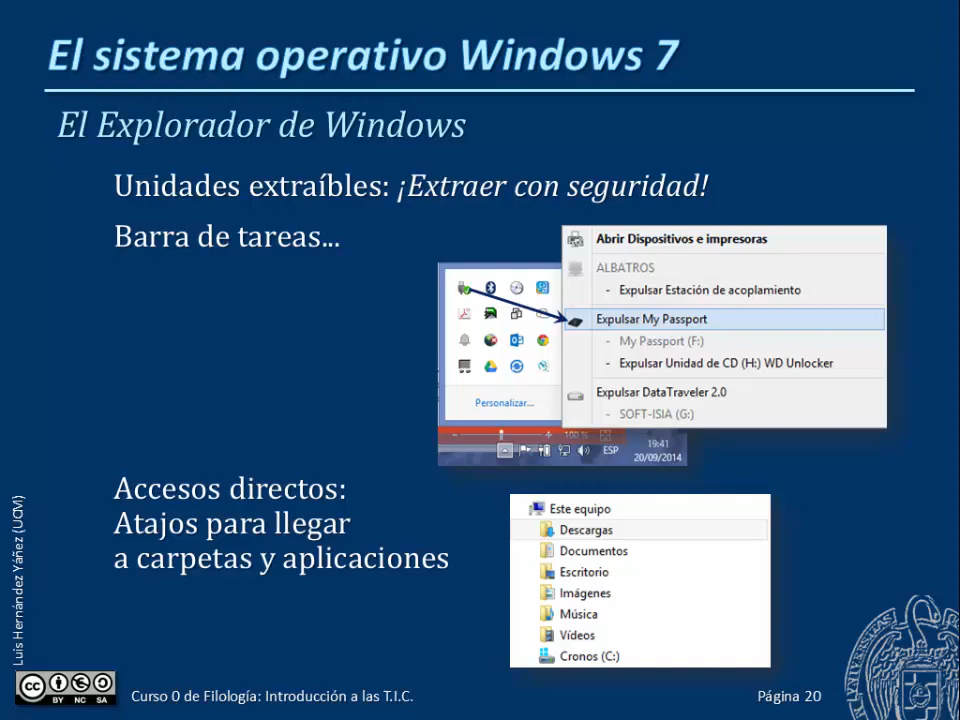 El sistema operativo Windows 7
El Explorador de Windows
Unidades extraíbles: ¡Extraer con seguridad!
Barra de tareas...
Abrir Dispositivos e impresoras
ALBATROS
- Expulsar Estación de acoplamiento
Expulsar My Passport
- My Passport (F:)
- Expulsar Unidad de CD (H:) WD Unlocker
Expulsar DataTraveler 2.0
- SOFT-ISIA (G:)
Personalizar...
100 %
ESP
19:41
20/09/2014
Accesos directos:
Atajos para llegar
a carpetas y aplicaciones
Este equipo
Descargas
Documentos
Escritorio
Imágenes
Música
Vídeos
Cronos (C:)
Luis Hernández Yáñez (UCM)
cc
BY NC SA
Curso 0 de Filología: Introducción a las T.I.C.
Página 20